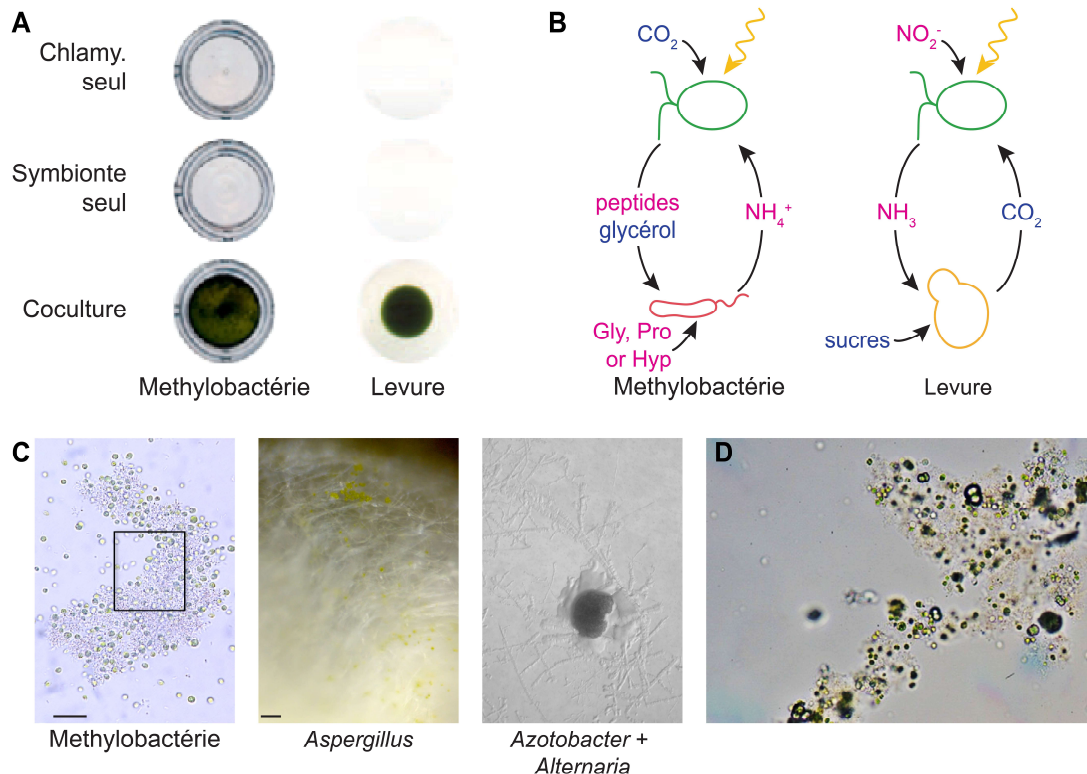 A
Chlamy.
seul
Symbionte
seul
Coculture
Methylobactérie
Levure
B
CO2
NO2-
peptides
glycérol
NH4+
NH3
CO2
Gly, Pro
or Hyp
sucres
Methylobactérie
Levure
C
Methylobactérie
Aspergillus
Azotobacter +
Alternaria
D